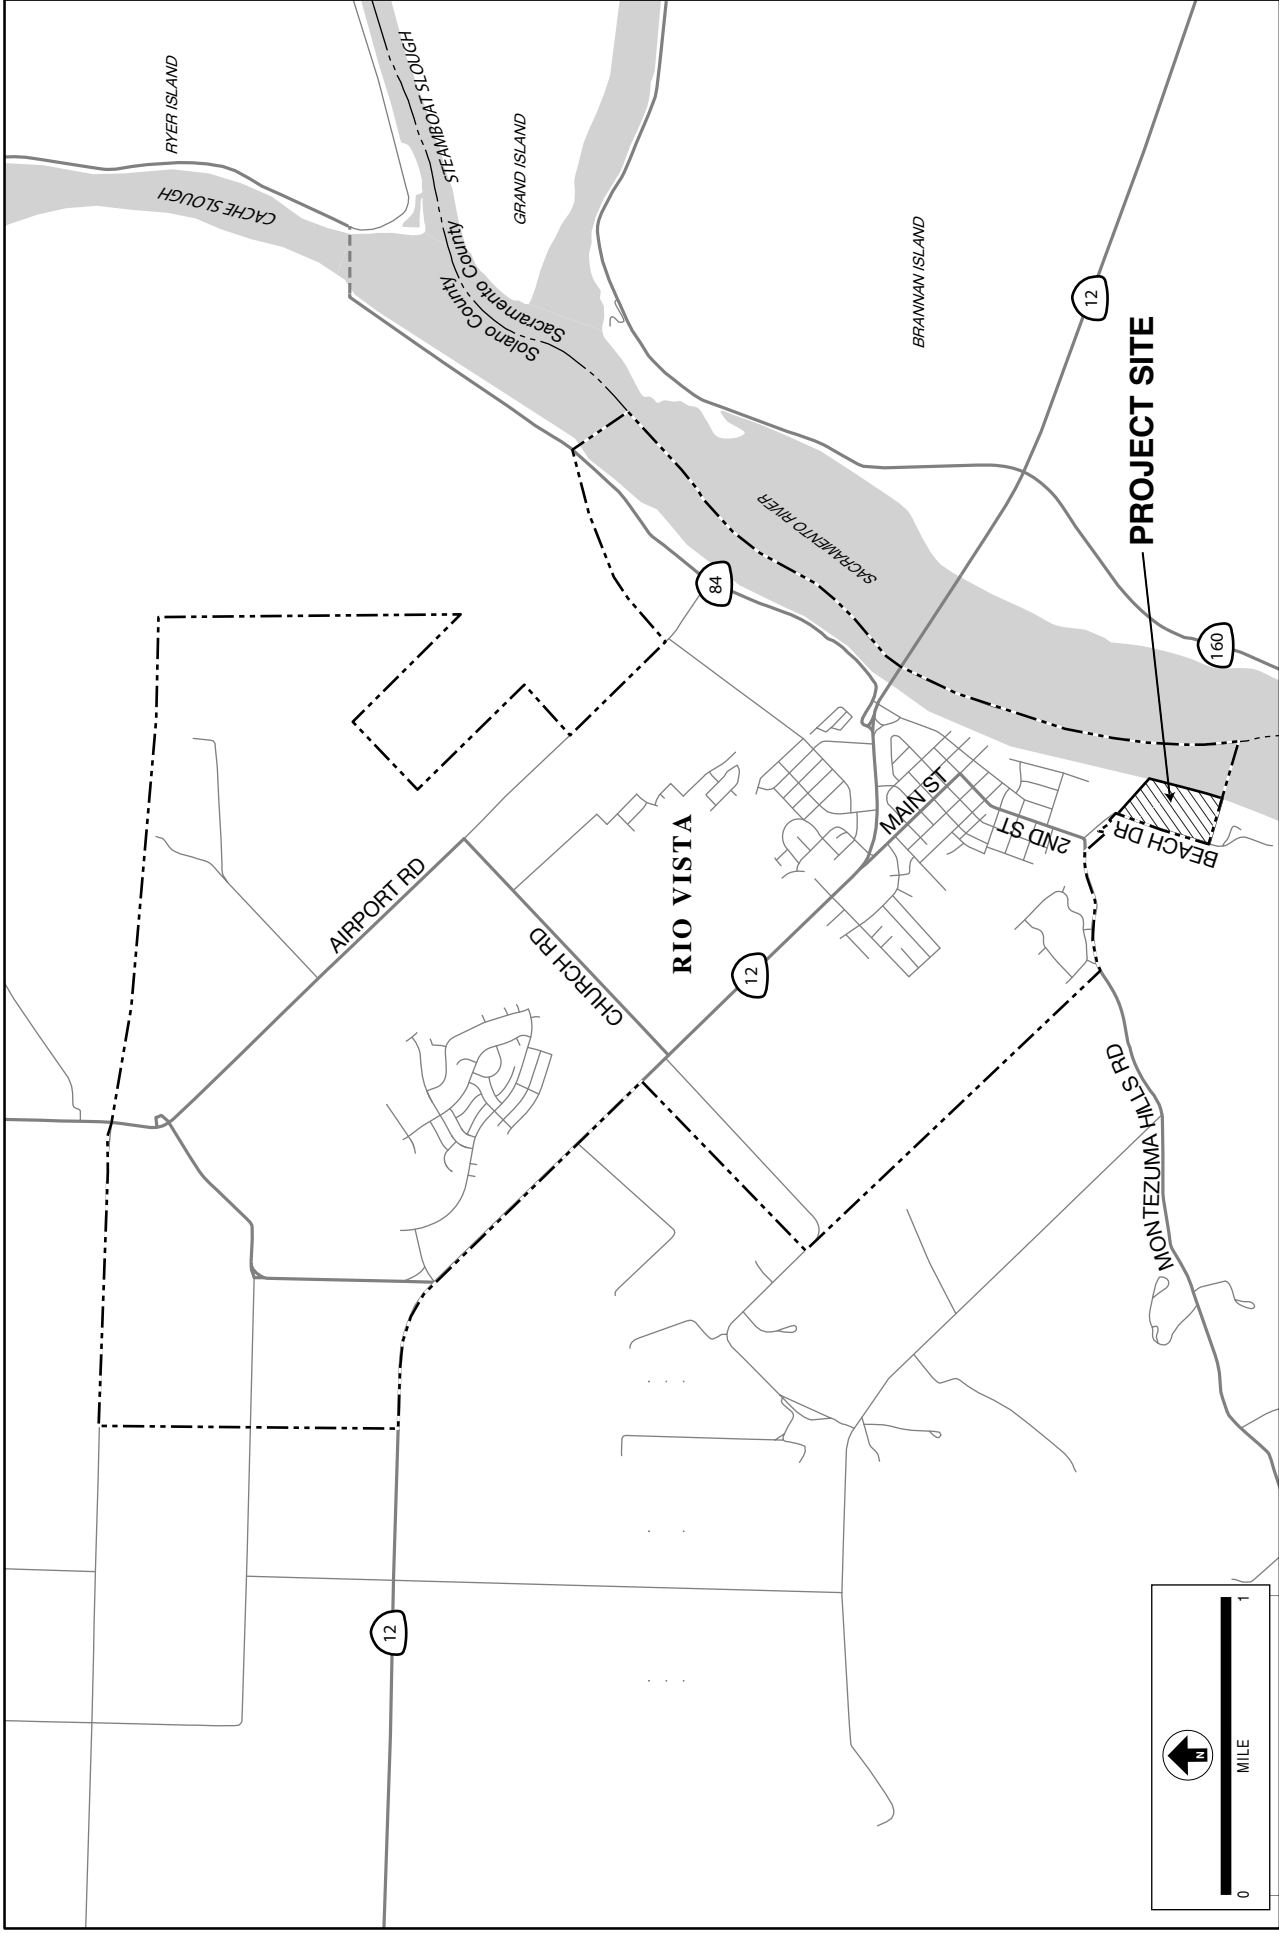 RYER ISLAND
CACHE SLOUGH
STEAMBOAT SLOUGH
GRAND ISLAND
Solano County
Sacramento County
BRANNAN ISLAND
12
PROJECT SITE
SACRAMENTO RIVER
84
160
AIRPORT RD
CHURCH RD
RIO VISTA
MAIN ST
2ND ST
BEACH DR
12
MONTEZUMA HILLS RD
12
N
0
MILE
1